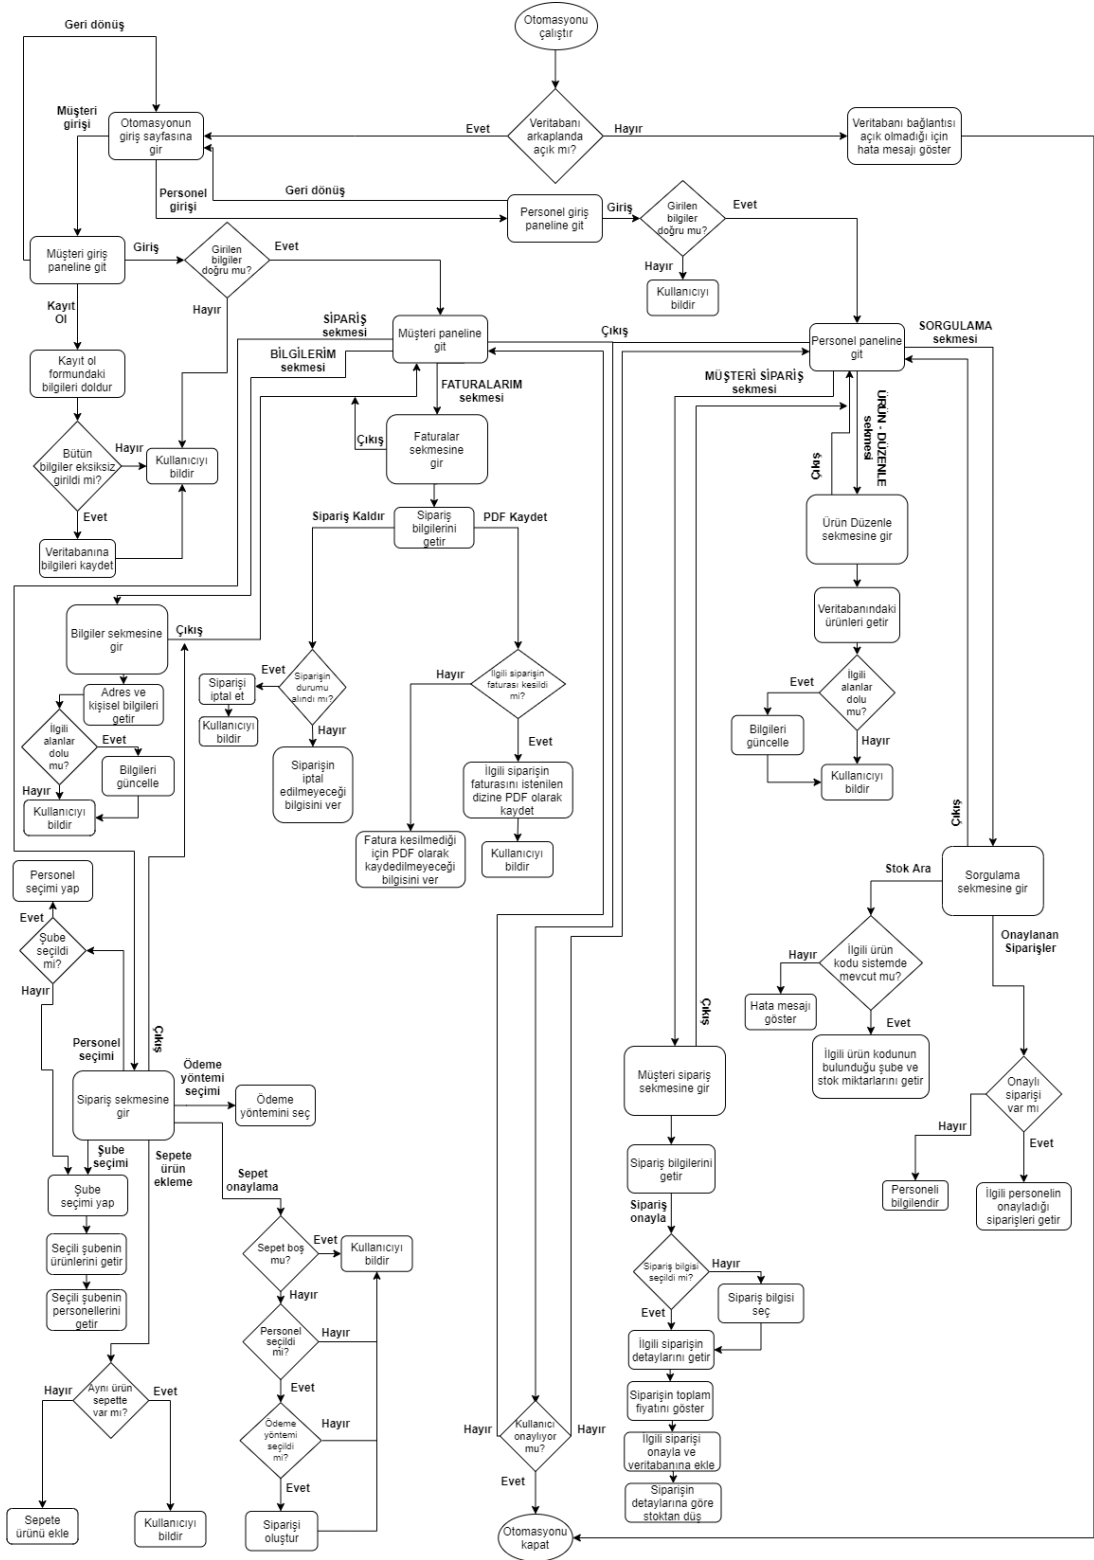 Otomasyonu
çalıştır
Geri dönüş
Veritabanı
arkaplanda
açık mı?
Evet
Hayır
Veritabanı bağlantısı
açık olmadığı için
hata mesajı göster
Müşteri
girişi
Otomasyonun
giriş sayfasına
gir
Personel
girişi
Geri dönüş
Personel giriş
paneline git
Giriş
Girilen
bilgiler
doğru mu?
Evet
Hayır
Kullanıcıyı
bildir
Müşteri giriş
paneline git
Giriş
Girilen
bilgiler
doğru mu?
Evet
Hayır
Kayıt
Ol
Kayıt ol
formundaki
bilgileri doldur
Bütün
bilgiler eksiksiz
girildi mi?
Hayır
Kullanıcıyı
bildir
Evet
Veritabanına
bilgileri kaydet
SİPARİŞ
sekmesi
BİLGİLERİM
sekmesi
Müşteri paneline
git
FATURALARIM
sekmesi
Çıkış
Çıkış
Faturalar
sekmesine
gir
Sipariş Kaldır
Sipariş
bilgilerini
getir
PDF Kaydet
Personel paneline
git
SORGULAMA
sekmesi
MÜŞTERİ SİPARİŞ
sekmesi
ÜRÜN - DÜZENLE
sekmesi
Çıkış
Ürün Düzenle
sekmesine gir
Veritabanındaki
ürünleri getir
İlgili
alanlar dolu
mu?
Evet
Hayır
Bilgileri
güncelle
Kullanıcıyı
bildir
Bilgiler sekmesine
gir
Çıkış
Adres ve
kişisel bilgileri
getir
İlgili
alanlar
dolu
mu?
Evet
Bilgileri
güncelle
Hayır
Kullanıcıyı
bildir
Siparişin
durumu
alındı mı?
Evet
Siparişi
iptal et
Kullanıcıyı
bildir
Hayır
Siparişin
iptal
edilmeyeceği
bilgisini ver
İlgili siparişin
faturası kesildi
mi?
Hayır
Evet
Fatura kesilmediği
için PDF olarak
kaydedilmeyeceği
bilgisini ver
İlgili siparişin
faturasını istenilen
dizine PDF olarak
kaydet
Kullanıcıyı
bildir
Çıkış
Stok Ara
Sorgulama
sekmesine gir
Onaylanan
Siparişler
İlgili ürün
kodu sistemde
mevcut mu?
Hayır
Hata mesajı
göster
Evet
İlgili ürün kodunun
bulunduğu şube ve
stok miktarlarını getir
Onaylı
siparişi
var mı
Hayır
Evet
Personeli
bilgilendir
İlgili personelin
onayladığı
siparişleri getir
Personel
seçimi yap
Evet
Şube
seçildi
mi?
Hayır
Personel
seçimi
Çıkış
Sipariş sekmesine
gir
Ödeme
yöntemi
seçimi
Ödeme
yöntemini seç
Şube
seçimi
Sepete
ürün
ekleme
Sepet
onaylama
Şube
seçimi yap
Seçili şubenin
ürünlerini getir
Seçili şubenin
personellerini
getir
Aynı ürün
sepette
var mı?
Hayır
Evet
Sepete
ürünü ekle
Kullanıcıyı
bildir
Sepet boş
mu?
Evet
Kullanıcıyı
bildir
Hayır
Personel
seçildi
mi?
Hayır
Evet
Ödeme
yöntemi
seçildi
mi?
Hayır
Evet
Siparişi
oluştur
Çıkış
Müşteri sipariş
sekmesine gir
Sipariş bilgilerini
getir
Sipariş
onayla
Sipariş bilgisi
seçildi mi?
Hayır
Sipariş bilgisi
seç
Evet
İlgili siparişin
detaylarını getir
Siparişin toplam
fiyatını göster
İlgili siparişi
onayla ve
veritabanına ekle
Siparişin
detaylarına göre
stoktan düş
Hayır
Kullanıcı
onaylıyor
mu?
Hayır
Evet
Otomasyonu
kapat